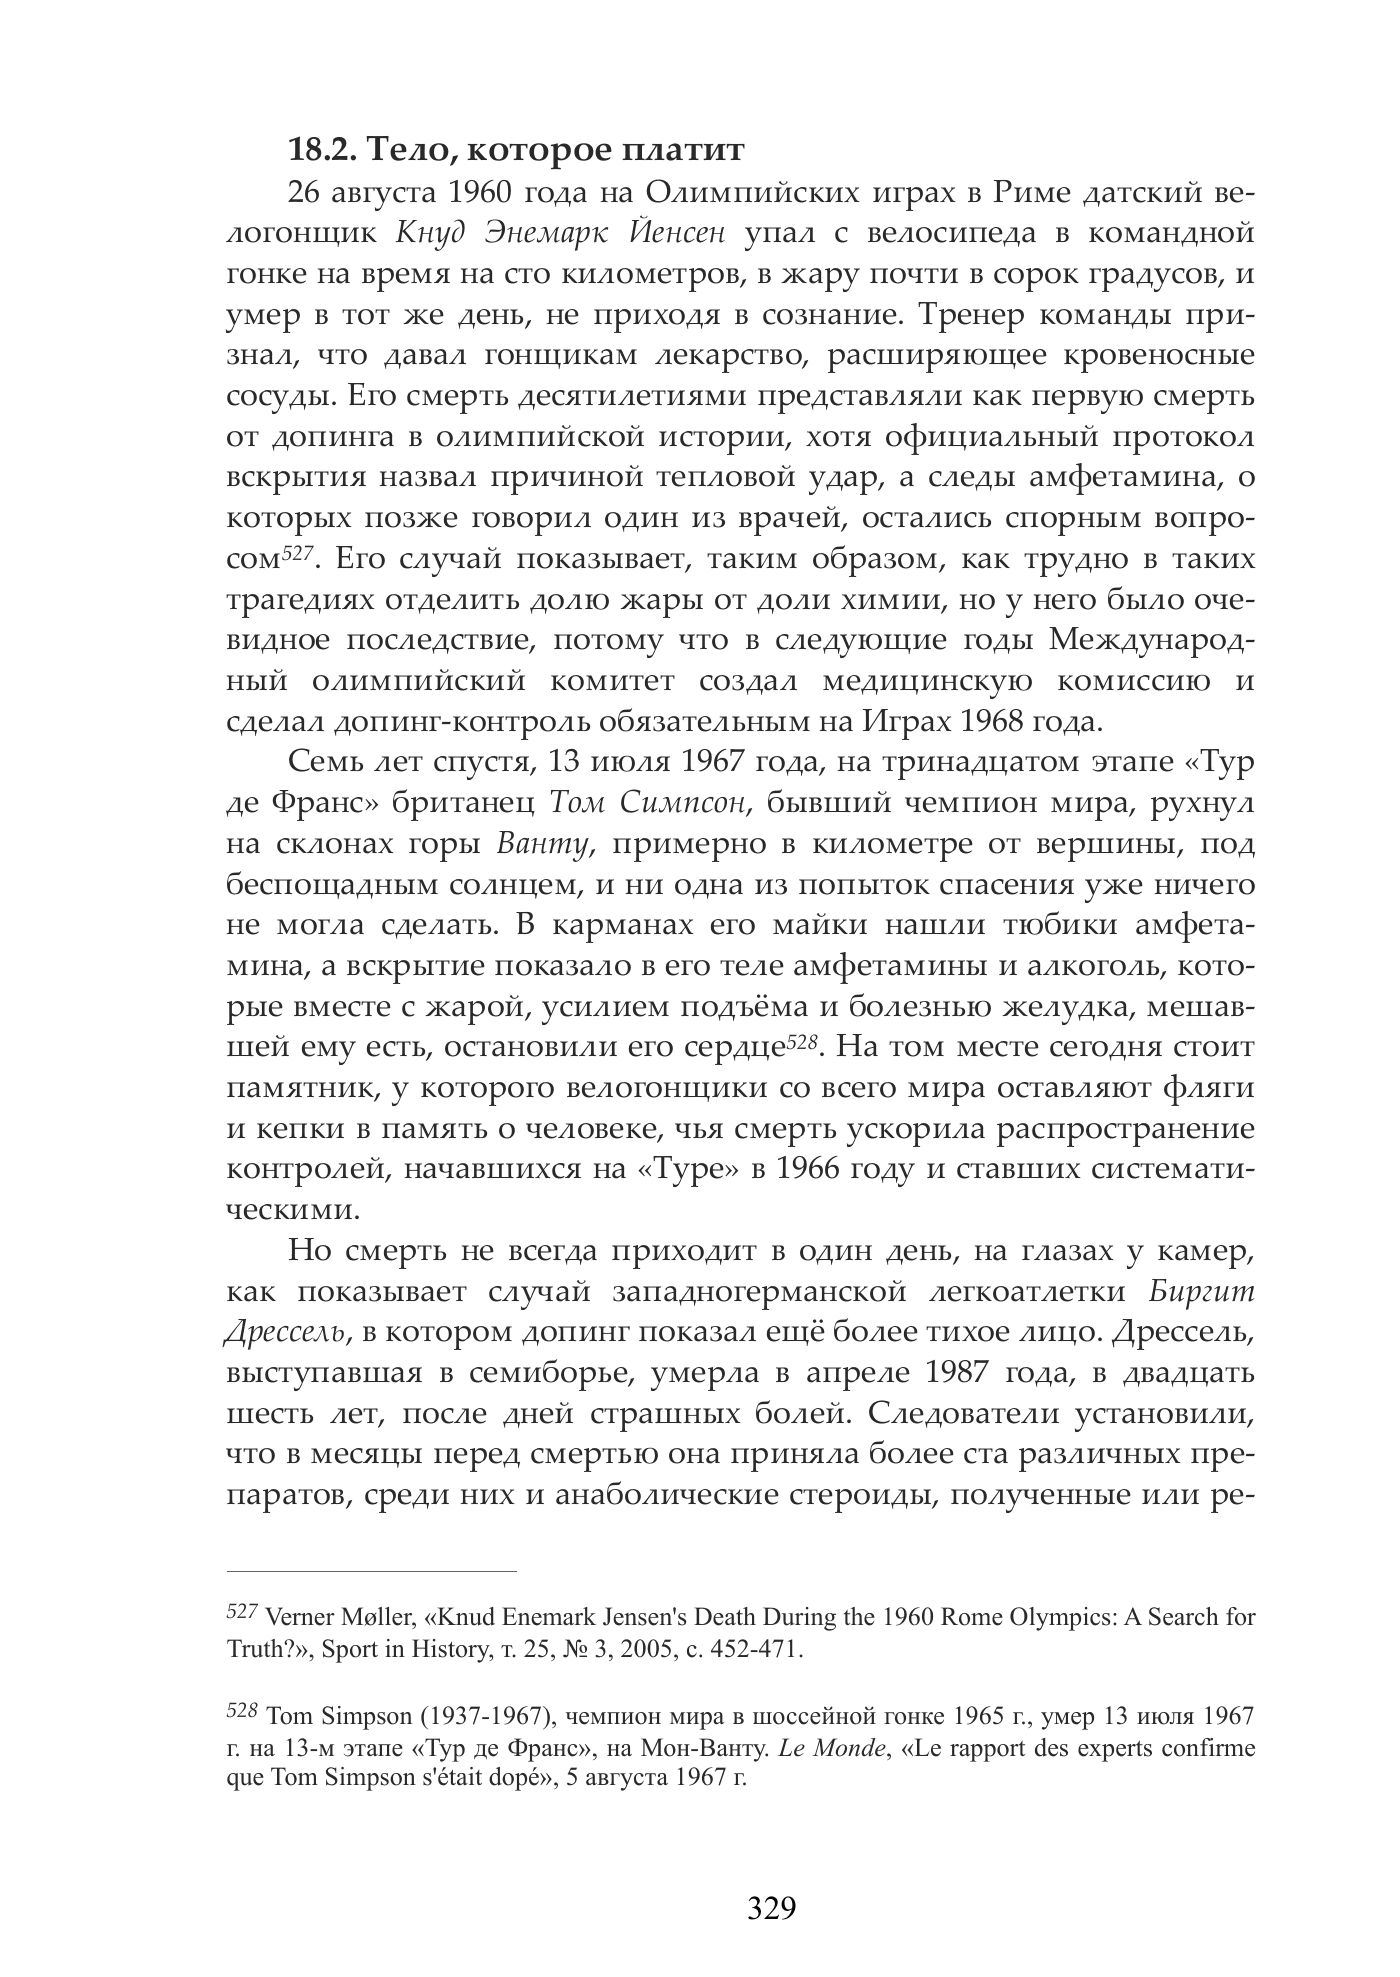 18.2. Тело, которое платит
26 августа 1960 года на Олимпийских играх в Риме датский ве-
логонщик Кнуд Энемарк Йенсен упал с велосипеда в командной
гонке на время на сто километров, в жару почти в сорок градусов, и
умер в тот же день, не приходя в сознание. Тренер команды при-
знал, что давал гонщикам лекарство, расширяющее кровеносные
сосуды. Его смерть десятилетиями представляли как первую смерть
от допинга в олимпийской истории, хотя официальный протокол
вскрытия назвал причиной тепловой удар, а следы амфетамина, о
которых позже говорил один из врачей, остались спорным вопро-
сом527. Его случай показывает, таким образом, как трудно в таких
трагедиях отделить долю жары от доли химии, но у него было оче-
видное последствие, потому что в следующие годы Международ-
ный олимпийский комитет создал медицинскую комиссию и
сделал допинг-контроль обязательным на Играх 1968 года.
Семь лет спустя, 13 июля 1967 года, на тринадцатом этапе «Тур
де Франс» британец Том Симпсон, бывший чемпион мира, рухнул
на склонах горы Ванту, примерно в километре от вершины, под
беспощадным солнцем, и ни одна из попыток спасения уже ничего
не могла сделать. В карманах его майки нашли тюбики амфета-
мина, а вскрытие показало в его теле амфетамины и алкоголь, кото-
рые вместе с жарой, усилием подъёма и болезнью желудка, мешав-
шей ему есть, остановили его сердце528. На том месте сегодня стоит
памятник, у которого велогонщики со всего мира оставляют фляги
и кепки в память о человеке, чья смерть ускорила распространение
контролей, начавшихся на «Туре» в 1966 году и ставших системати-
ческими.
Но смерть не всегда приходит в один день, на глазах у камер,
как показывает случай западногерманской легкоатлетки Биргит
Дрессель, в котором допинг показал ещё более тихое лицо. Дрессель,
выступавшая в семиборье, умерла в апреле 1987 года, в двадцать
шесть лет, после дней страшных болей. Следователи установили,
что в месяцы перед смертью она приняла более ста различных пре-
паратов, среди них и анаболические стероиды, полученные или ре-
527 Verner Møller, «Knud Enemark Jensen's Death During the 1960 Rome Olympics: A Search for
Truth?», Sport in History, т. 25, № 3, 2005, с. 452-471.
528 Tom Simpson (1937-1967), чемпион мира в шоссейной гонке 1965 г., умер 13 июля 1967
г. на 13-м этапе «Тур де Франс», на Мон-Ванту. Le Monde, «Le rapport des experts confirme
que Tom Simpson s'était dopé», 5 августа 1967 г.
329